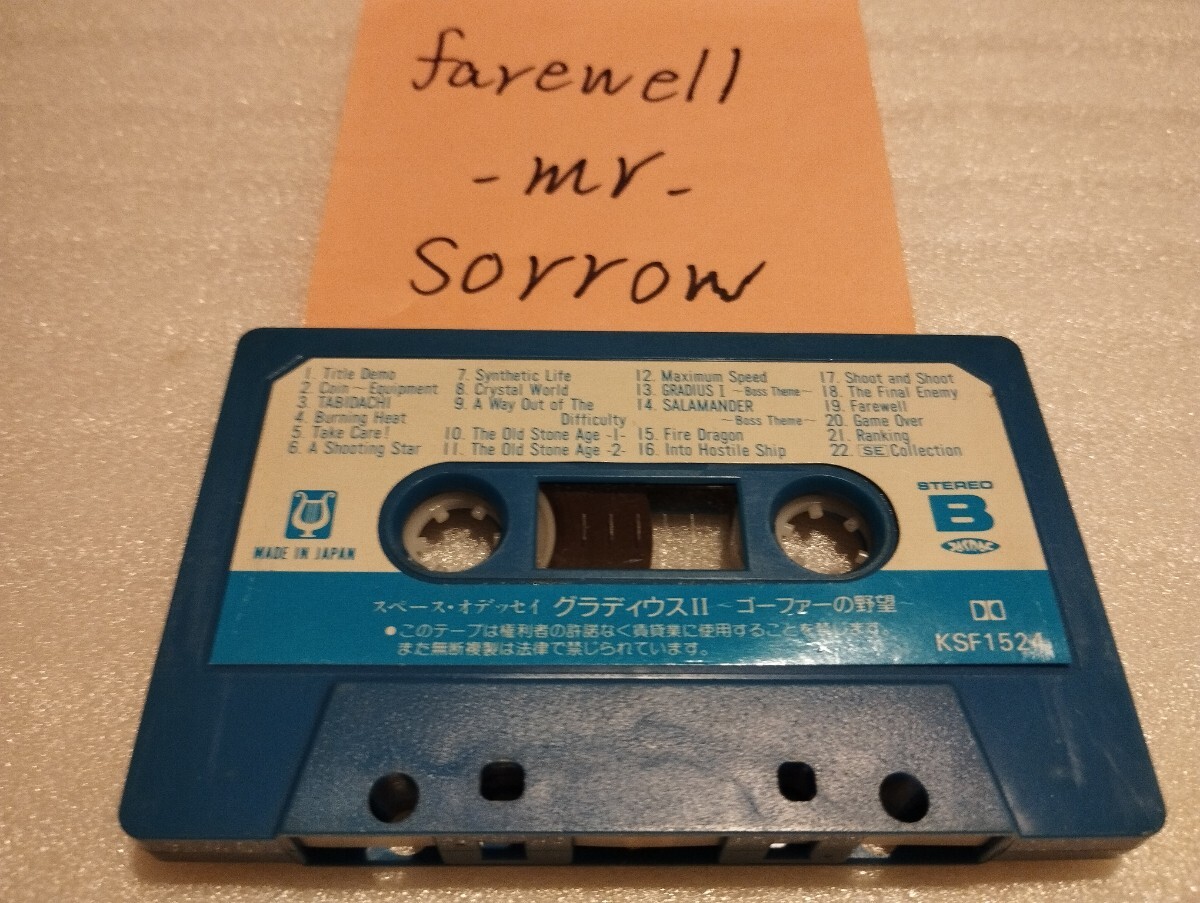 farewell
-mr-
sorrow
1. Title Demo
2. Coin ~ Equipment
3. TABIDACHI
4. Burning Heat
5. Take Care!
6. A Shooting Star
7. Synthetic Life
8. Crystal World
9. A Way Out of The
Difficulty
10. The Old Stone Age -1-
11. The Old Stone Age -2-
12. Maximum Speed
13. GRADIUS I ~Boss Theme~
14. SALAMANDER
~Boss Theme~
15. Fire Dragon
16. Into Hostile Ship
17. Shoot and Shoot
18. The Final Enemy
19. Farewell
20. Game Over
21. Ranking
22. SE Collection
MADE IN JAPAN
STEREO
B
スペース・オデッセイ グラディウスII ~ゴーファーの野望~
●このテープは権利者の許諾なく賃貸業に使用することを禁じます。
また無断複製は法律で禁じられています。
KSF1524